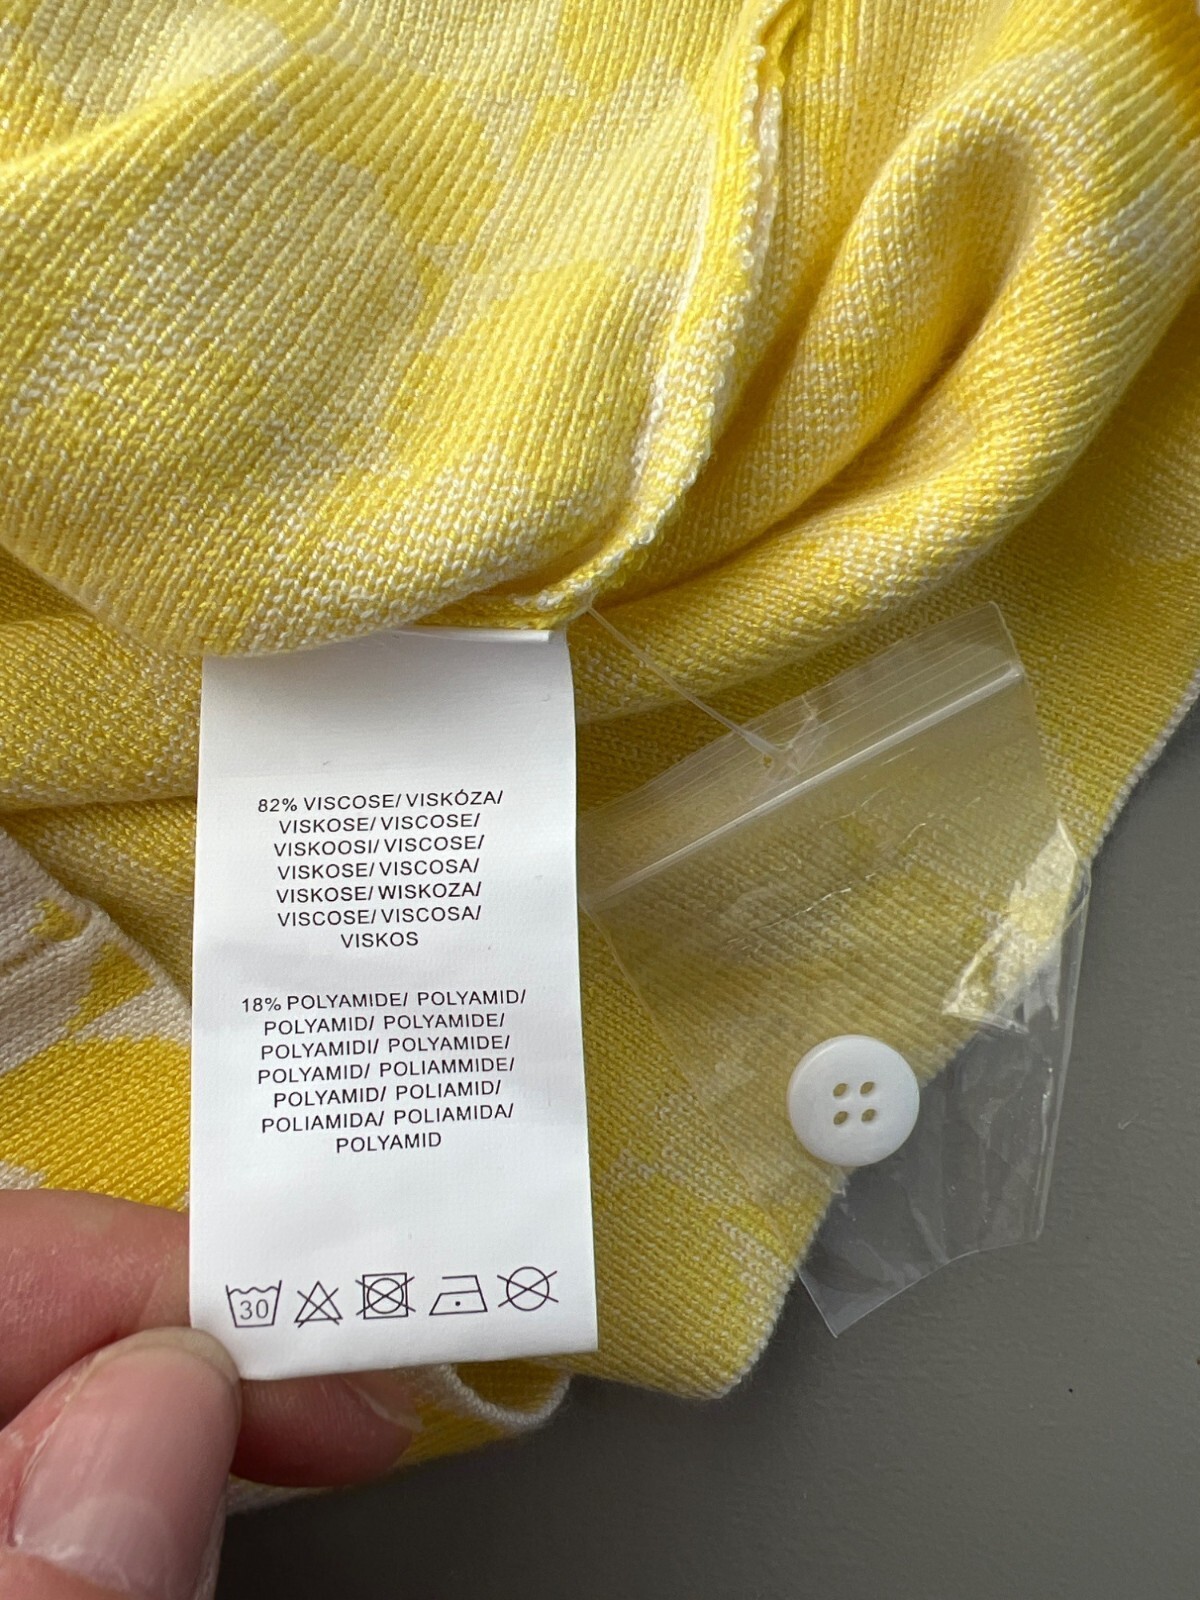 82% VISCOSE/ VISKÓZA/
VISKOSE/ VISCOSE/
VISKOOSI/ VISCOSE/
VISKOSE/ VISCOSA/
VISKOSE/ WISKOZA/
VISCOSE/ VISCOSA/
VISKOS
18% POLYAMIDE/ POLYAMID/
POLYAMID/ POLYAMIDE/
POLYAMIDI/ POLYAMIDE/
POLYAMID/ POLIAMMIDE/
POLYAMID/ POLIAMID/
POLIAMIDA/ POLIAMIDA/
POLYAMID
30